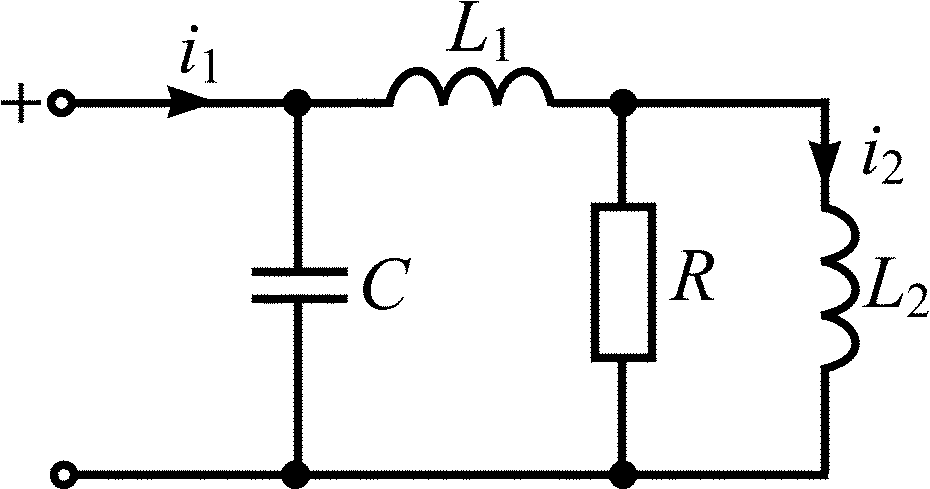 L₁
i₁
+
i₂
C
R
L₂